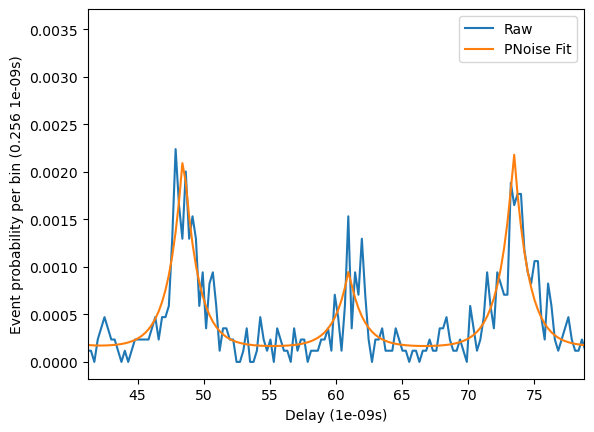 Event probability per bin (0.256 1e-09s)
0.0035
0.0030
0.0025
0.0020
0.0015
0.0010
0.0005
0.0000
Raw
PNoise Fit
45 50 55 60 65 70 75
Delay (1e-09s)